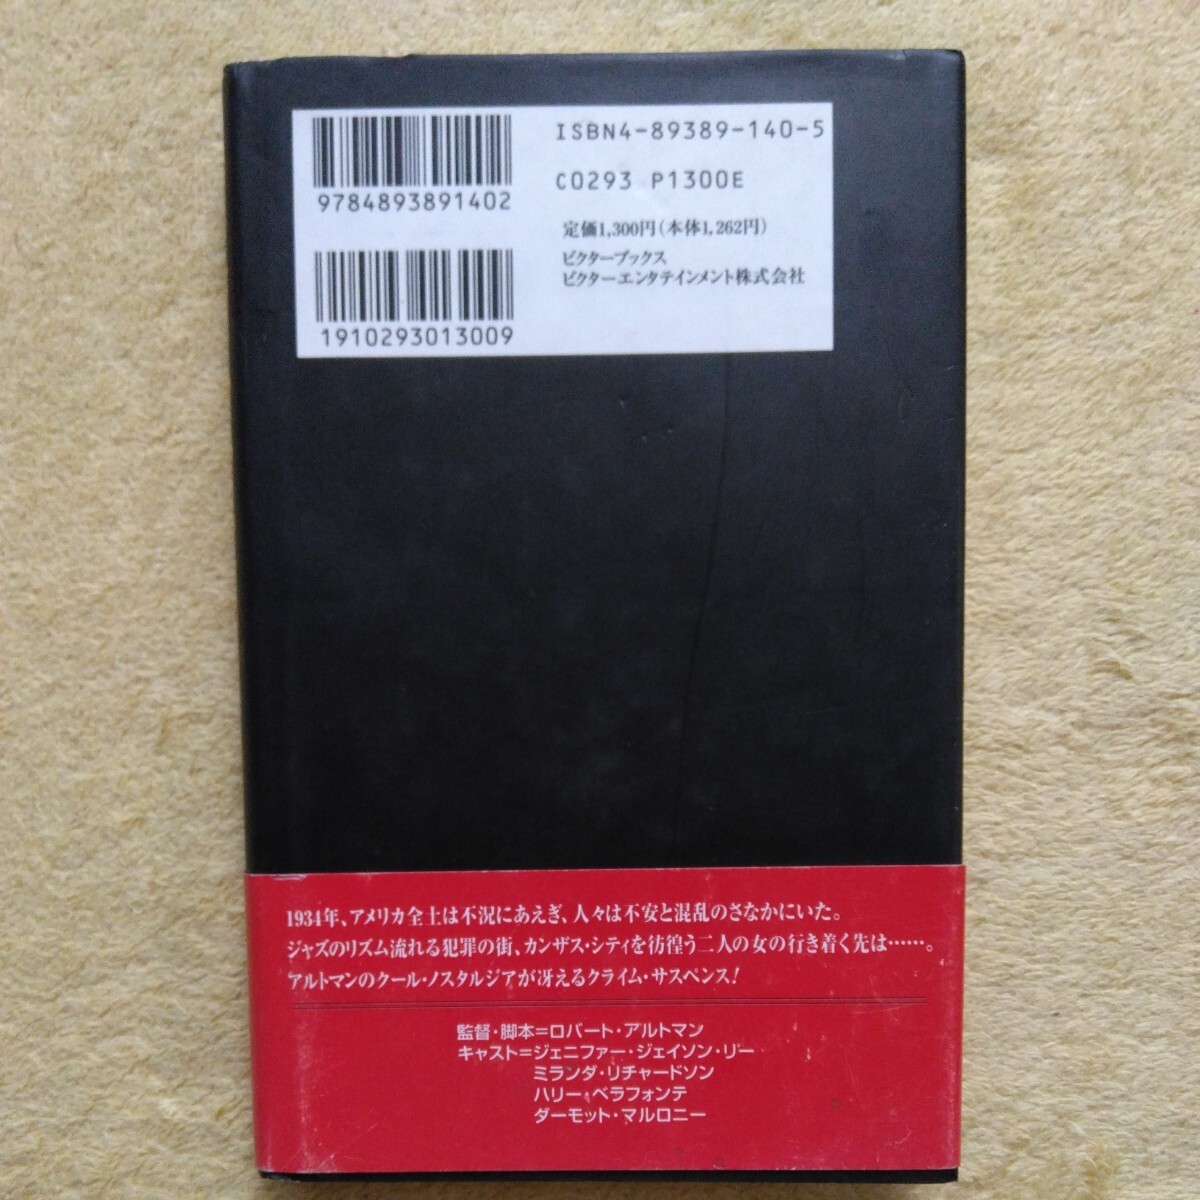 ISBN4-89389-140-5
9784893891402
C0293 P1300E
定価1,300円(本体1,262円)
ビクターブックス
ビクターエンタテインメント株式会社
1910293013009
1934年、アメリカ全土は不況にあえぎ、人々は不安と混乱のさなかにいた。
ジャズのリズム流れる犯罪の街、カンザス・シティを彷徨う二人の女の行き着く先は……。
アルトマンのクール・ノスタルジアが冴えるクライム・サスペンス!
監督・脚本=ロバート・アルトマン
キャスト=ジェニファー・ジェイソン・リー
ミランダ・リチャードソン
ハリー・ベラフォンテ
ダーモット・マルロニー